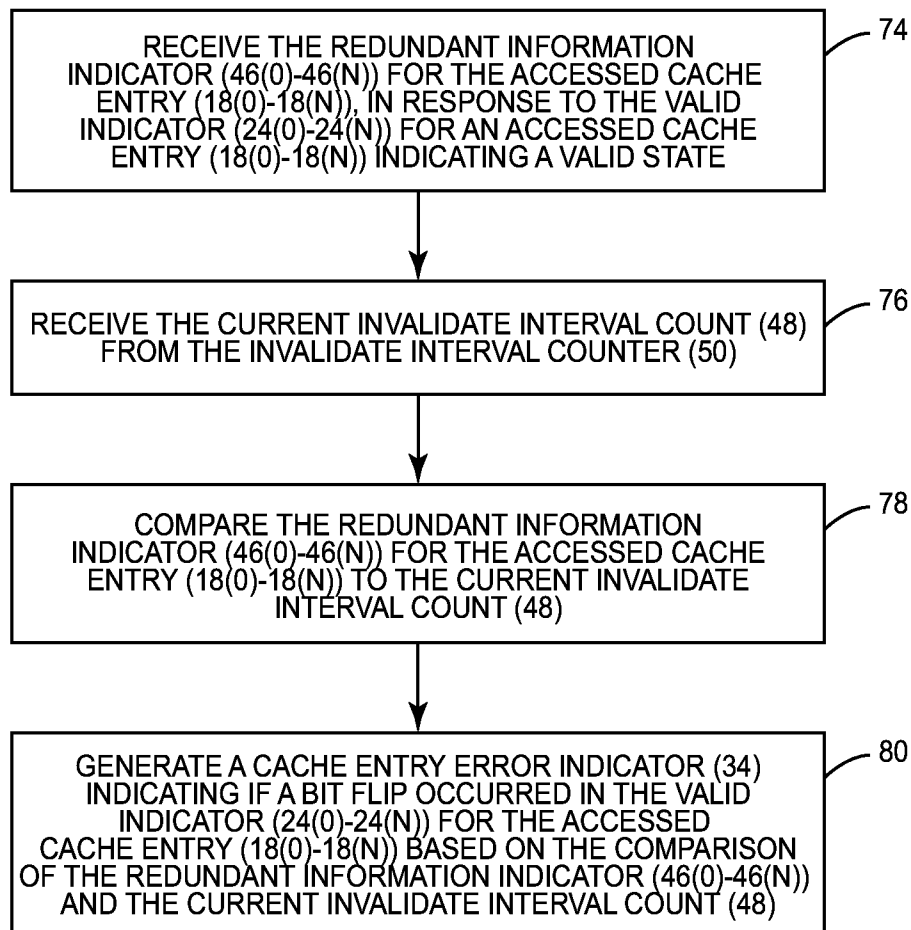 RECEIVE THE REDUNDANT INFORMATION
INDICATOR (46(0)-46(N)) FOR THE ACCESSED CACHE
ENTRY (18(0)-18(N)), IN RESPONSE TO THE VALID
INDICATOR (24(0)-24(N)) FOR AN ACCESSED CACHE
ENTRY (18(0)-18(N)) INDICATING A VALID STATE
74
RECEIVE THE CURRENT INVALIDATE INTERVAL COUNT (48)
FROM THE INVALIDATE INTERVAL COUNTER (50)
76
COMPARE THE REDUNDANT INFORMATION
INDICATOR (46(0)-46(N)) FOR THE ACCESSED CACHE
ENTRY (18(0)-18(N)) TO THE CURRENT INVALIDATE
INTERVAL COUNT (48)
78
GENERATE A CACHE ENTRY ERROR INDICATOR (34)
INDICATING IF A BIT FLIP OCCURRED IN THE VALID
INDICATOR (24(0)-24(N)) FOR THE ACCESSED
CACHE ENTRY (18(0)-18(N)) BASED ON THE COMPARISON
OF THE REDUNDANT INFORMATION INDICATOR (46(0)-46(N))
AND THE CURRENT INVALIDATE INTERVAL COUNT (48)
80